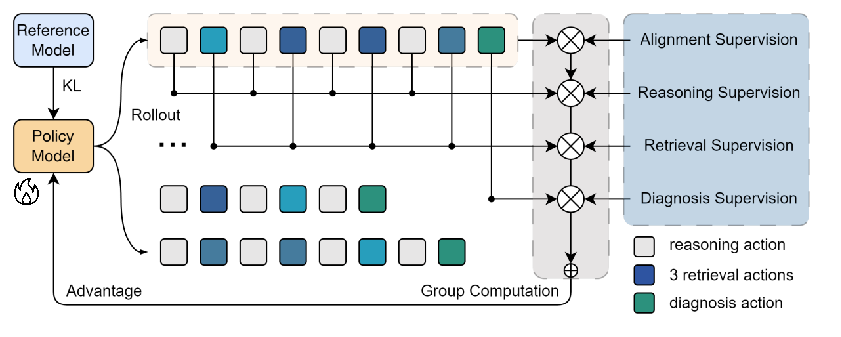 Reference
Model
KL
Policy
Model
Rollout
...
Alignment Supervision
Reasoning Supervision
Retrieval Supervision
Diagnosis Supervision
reasoning action
3 retrieval actions
diagnosis action
Advantage
Group Computation